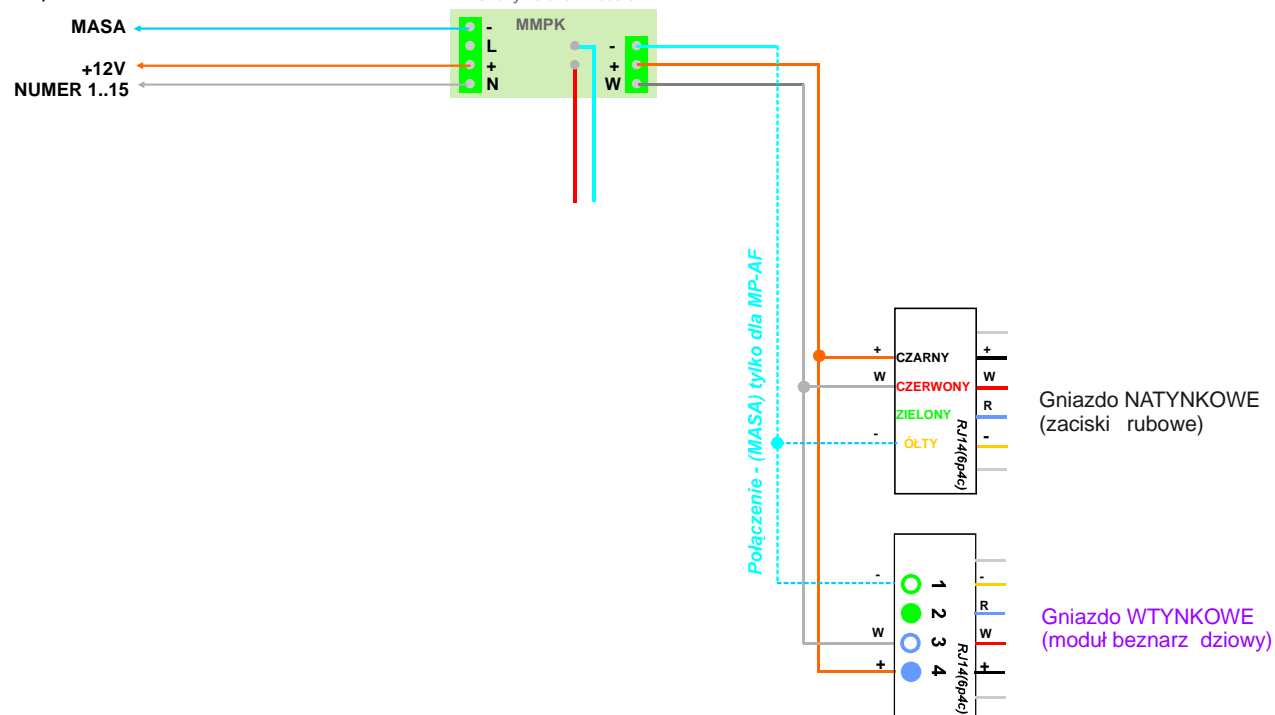 MASA
+12V
NUMER 1..15
MMPK
-
L
+
N
-
+
W
Połączenie - (MASA) tylko dla MP-AF
+
CZARNY
+
W
CZERWONY
W
ZIELONY
R
-
ÓŁTY
-
RJ14(6p4c)
Gniazdo NATYNKOWE
(zaciski rubowe)
-
1
-
2
R
W
3
W
+
4
+
RJ14(6p4c)
Gniazdo WTYNKOWE
(moduł beznarz dziowy)